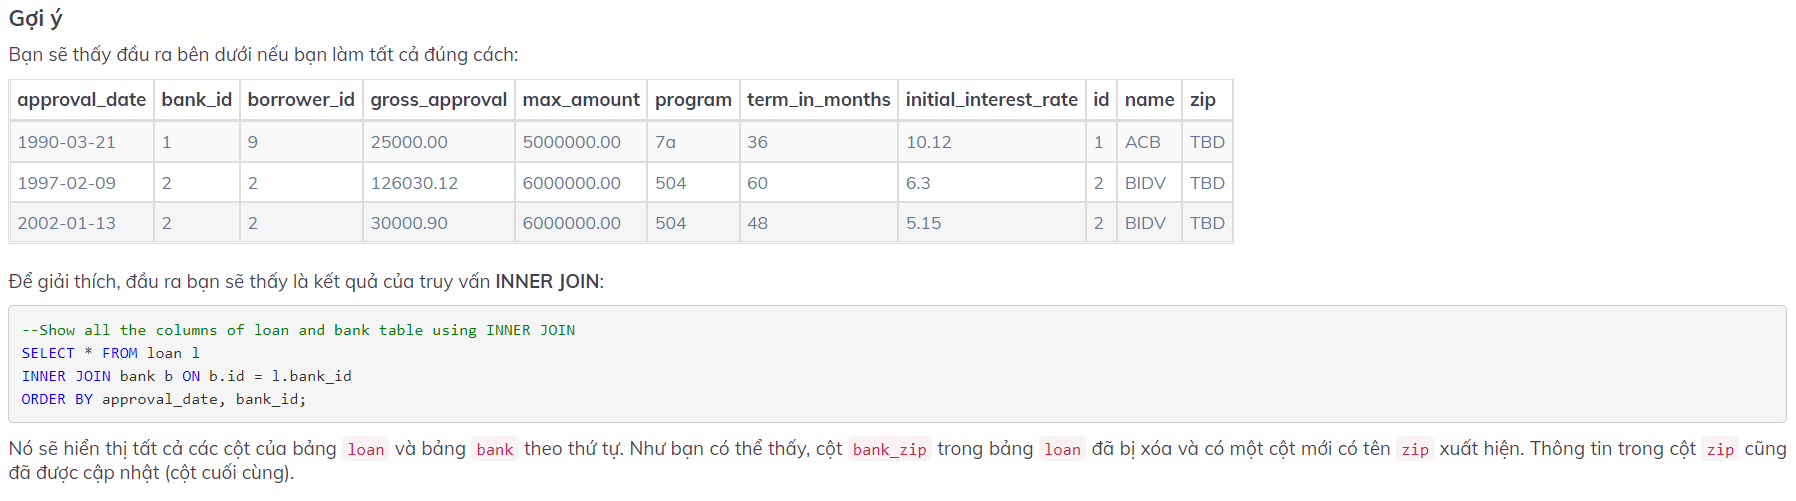 Gợi ý
Bạn sẽ thấy đầu ra bên dưới nếu bạn làm tất cả đúng cách:
approval_date bank_id borrower_id gross_approval max_amount program term_in_months initial_interest_rate id name zip
1990-03-21 1 9 25000.00 5000000.00 7a 36 10.12 1 ACB TBD
1997-02-09 2 2 126030.12 6000000.00 504 60 6.3 2 BIDV TBD
2002-01-13 2 2 30000.90 6000000.00 504 48 5.15 2 BIDV TBD
Để giải thích, đầu ra bạn sẽ thấy là kết quả của truy vấn INNER JOIN:
--Show all the columns of loan and bank table using INNER JOIN
SELECT * FROM loan l
INNER JOIN bank b ON b.id = l.bank_id
ORDER BY approval_date, bank_id;
Nó sẽ hiển thị tất cả các cột của bảng loan và bảng bank theo thứ tự. Như bạn có thể thấy, cột bank_zip trong bảng loan đã bị xóa và có một cột mới có tên zip xuất hiện. Thông tin trong cột zip cũng
đã được cập nhật (cột cuối cùng).